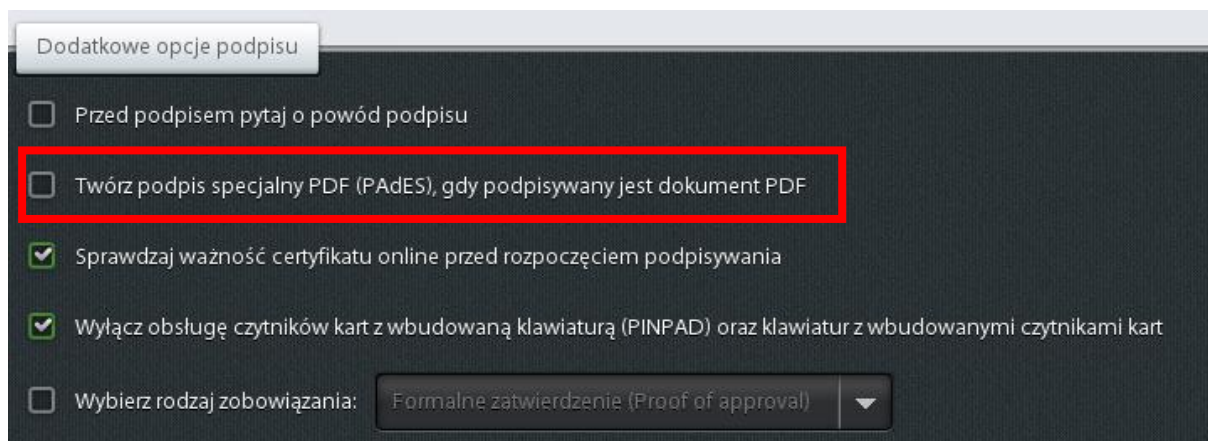 Dodatkowe opcje podpisu
Przed podpisem pytaj o powód podpisu
Twórz podpis specjalny PDF (PAdES), gdy podpisywany jest dokument PDF
Sprawdzaj ważność certyfikatu online przed rozpoczęciem podpisywania
Wyłącz obsługę czytników kart z wbudowaną klawiaturą (PINPAD) oraz klawiatur z wbudowanymi czytnikami kart
Wybierz rodzaj zobowiązania: Formalne zatwierdzenie (Proof of approval)